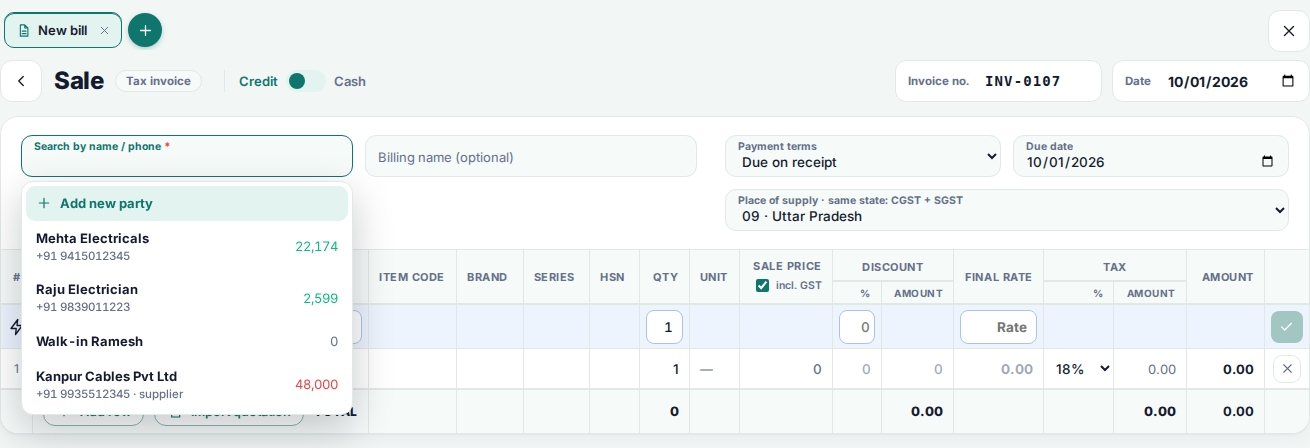 New bill
Sale
Tax invoice
Credit
Cash
Invoice no. INV-0107
Date 10/01/2026
Search by name / phone *
Billing name (optional)
Payment terms
Due on receipt
Due date
10/01/2026
Place of supply · same state: CGST + SGST
09 · Uttar Pradesh
+ Add new party
Mehta Electricals
+91 9415012345
22,174
Raju Electrician
+91 9839011223
2,599
Walk-in Ramesh
0
Kanpur Cables Pvt Ltd
+91 9935512345 · supplier
48,000
# ITEM CODE BRAND SERIES HSN QTY UNIT SALE PRICE DISCOUNT FINAL RATE TAX AMOUNT
incl. GST % AMOUNT % AMOUNT
1 0 Rate
1 1 — 0 0 0 0.00 18% 0.00 0.00
0 0.00 0.00 0.00